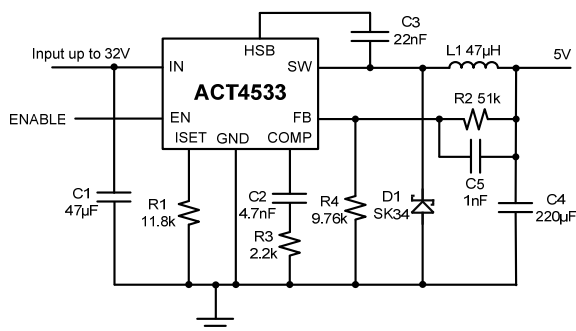 C3
22nF
HSB
Input up to 32V
IN
SW
L1 47µH
5V
ACT4533
R2 51k
ENABLE
EN
FB
ISET
GND
COMP
C5
1nF
C1
47µF
R1
11.8k
C2
4.7nF
R4
9.76k
D1
SK34
C4
220µF
R3
2.2k